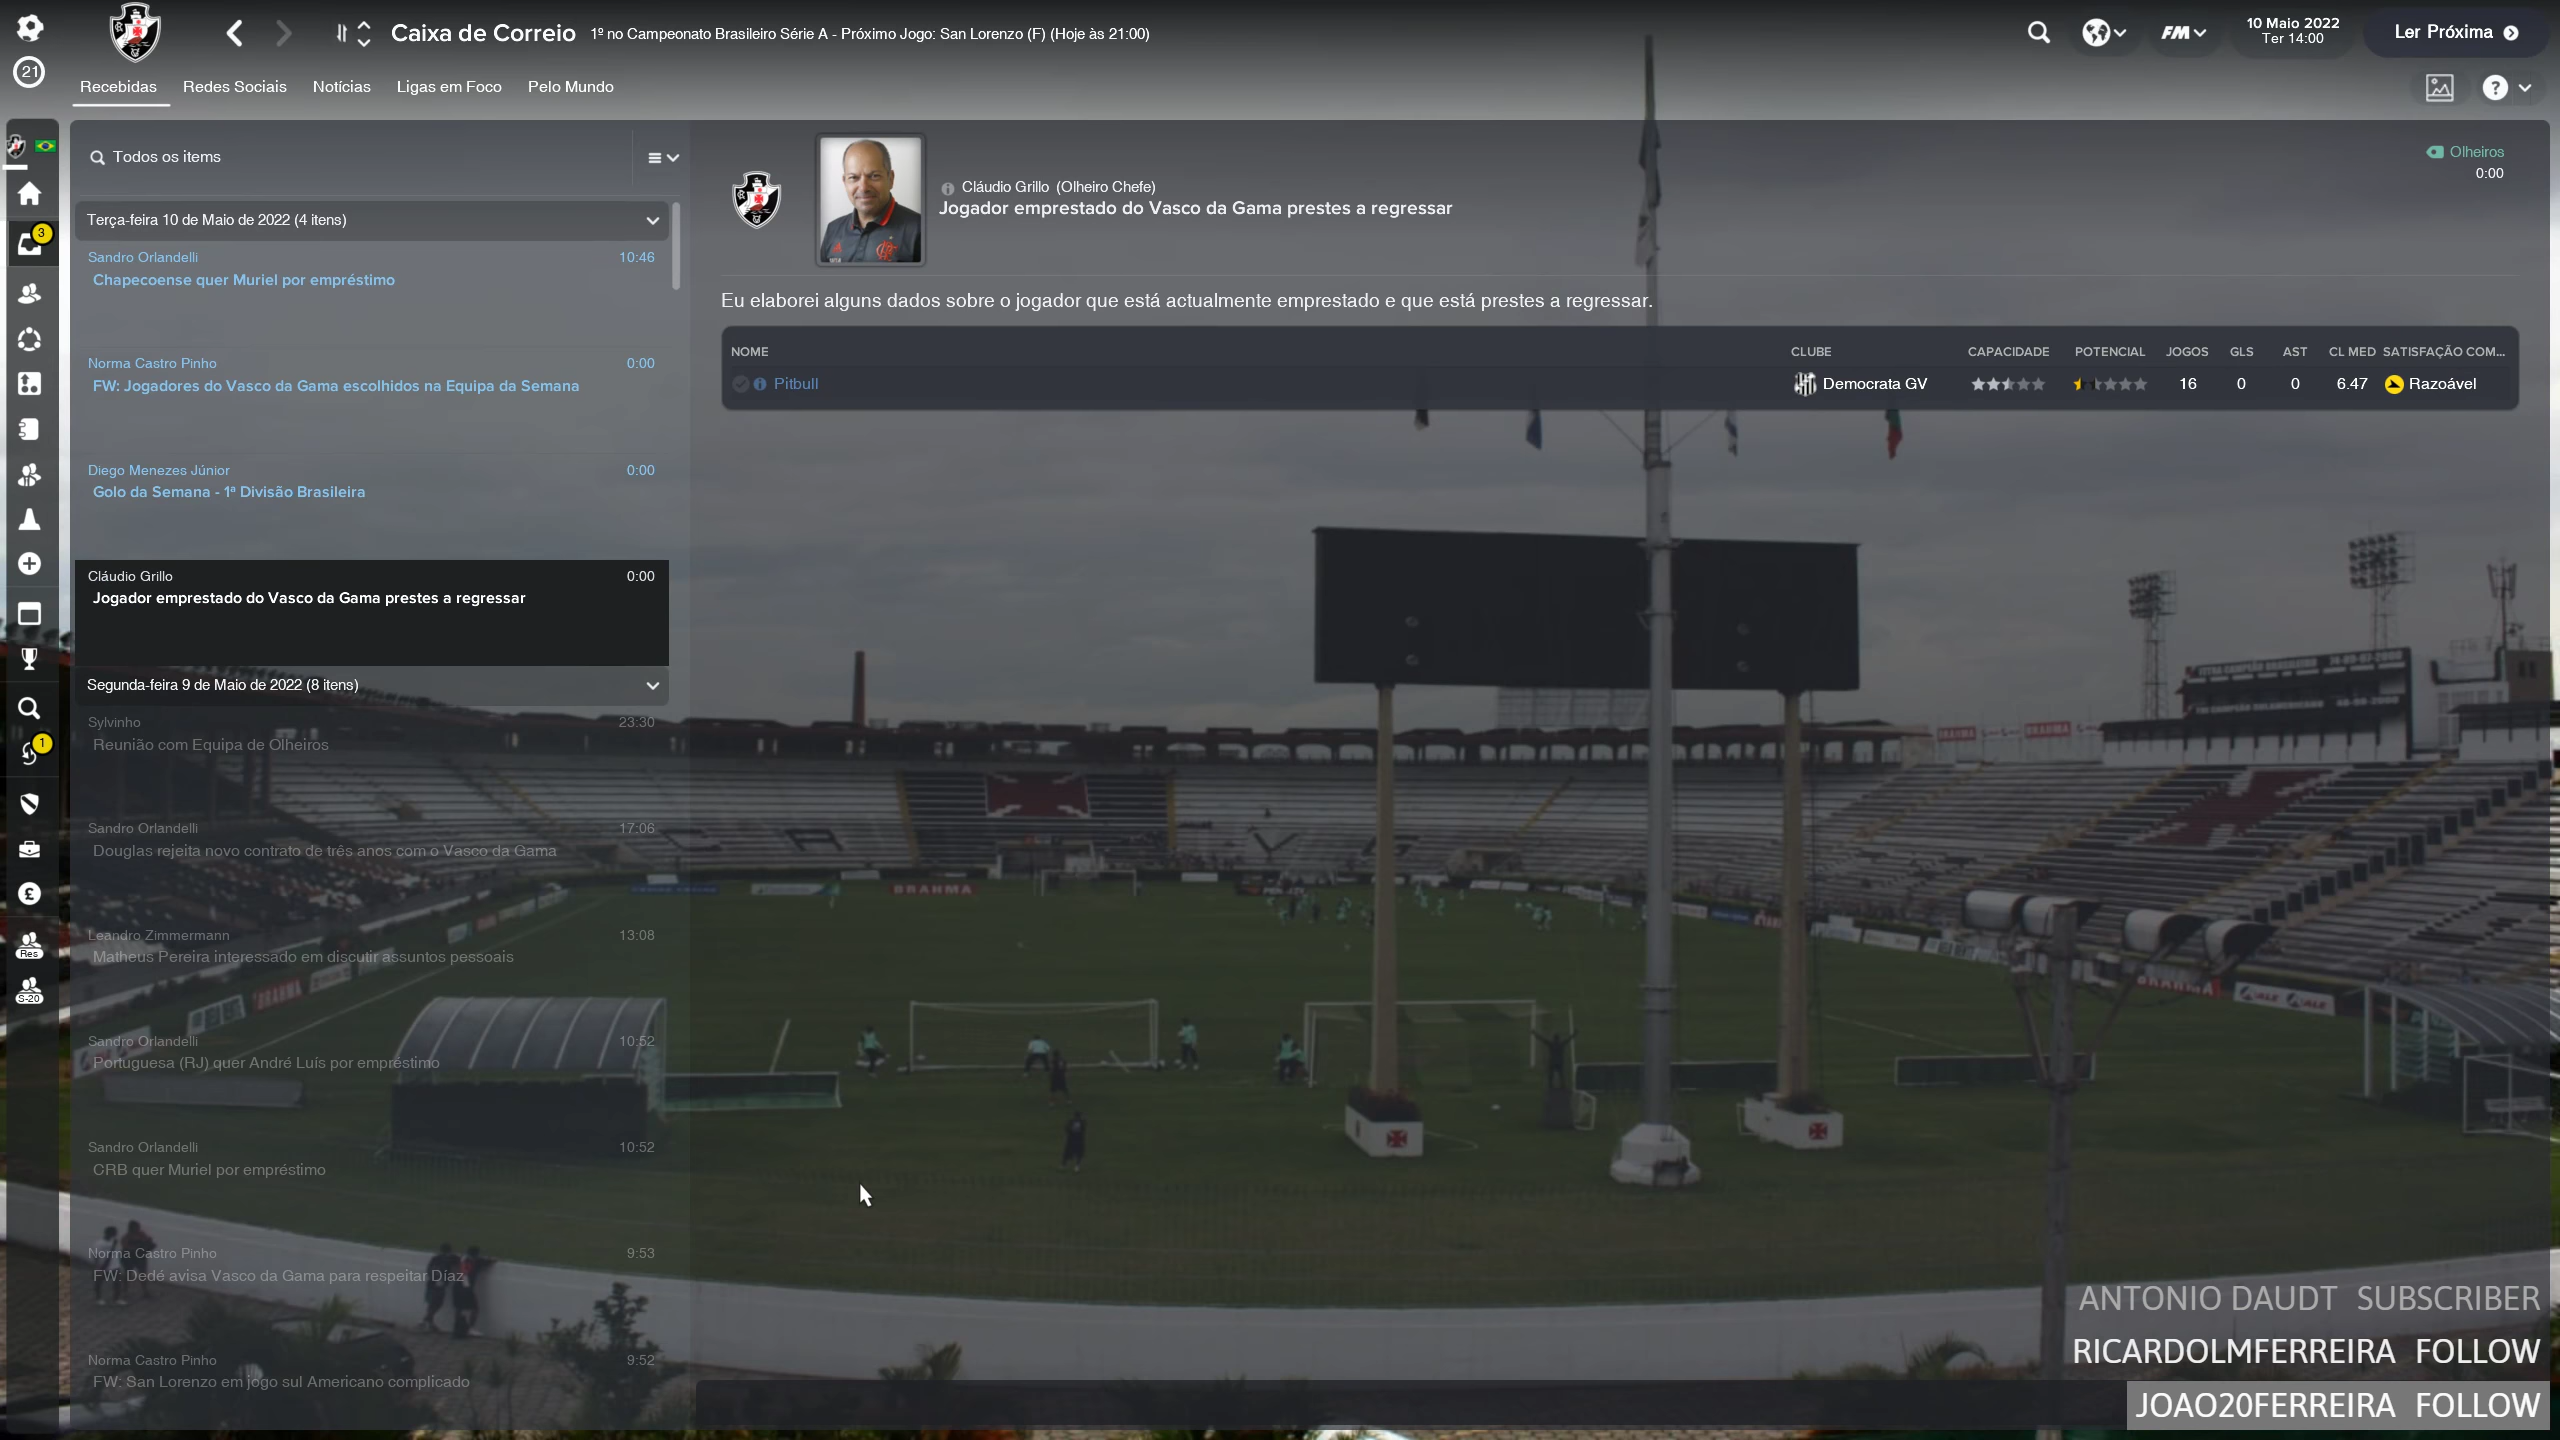 Caixa de Correio
1º no Campeonato Brasileiro Série A - Próximo Jogo: San Lorenzo (F) (Hoje às 21:00)
FM
10 Maio 2022
Ter 14:00
Ler Próxima
21
Recebidas
Redes Sociais
Notícias
Ligas em Foco
Pelo Mundo
?
Todos os items
Terça-feira 10 de Maio de 2022 (4 itens)
Sandro Orlandelli 10:46
Chapecoense quer Muriel por empréstimo
Norma Castro Pinho 0:00
FW: Jogadores do Vasco da Gama escolhidos na Equipa da Semana
Diego Menezes Júnior 0:00
Golo da Semana - 1ª Divisão Brasileira
Cláudio Grillo 0:00
Jogador emprestado do Vasco da Gama prestes a regressar
Segunda-feira 9 de Maio de 2022 (8 itens)
Sylvinho 23:30
Reunião com Equipa de Olheiros
Sandro Orlandelli 17:06
Douglas rejeita novo contrato de três anos com o Vasco da Gama
Leandro Zimmermann 13:08
Matheus Pereira interessado em discutir assuntos pessoais
Sandro Orlandelli 10:52
Portuguesa (RJ) quer André Luís por empréstimo
Sandro Orlandelli 10:52
CRB quer Muriel por empréstimo
Norma Castro Pinho 9:53
FW: Dedé avisa Vasco da Gama para respeitar Díaz
Norma Castro Pinho 9:52
FW: San Lorenzo em jogo sul Americano complicado
3
1
£
Res
S-20
Cláudio Grillo (Olheiro Chefe)
Jogador emprestado do Vasco da Gama prestes a regressar
Olheiros
0:00
Eu elaborei alguns dados sobre o jogador que está actualmente emprestado e que está prestes a regressar.
NOME CLUBE CAPACIDADE POTENCIAL JOGOS GLS AST CL MED SATISFAÇÃO COM...
Pitbull Democrata GV 16 0 0 6.47 Razoável
BRAHMA
BRAHMA
BRAHMA
BRAHMA
BRAHMA
ANTONIO DAUDT SUBSCRIBER
RICARDOLMFERREIRA FOLLOW
JOAO20FERREIRA FOLLOW